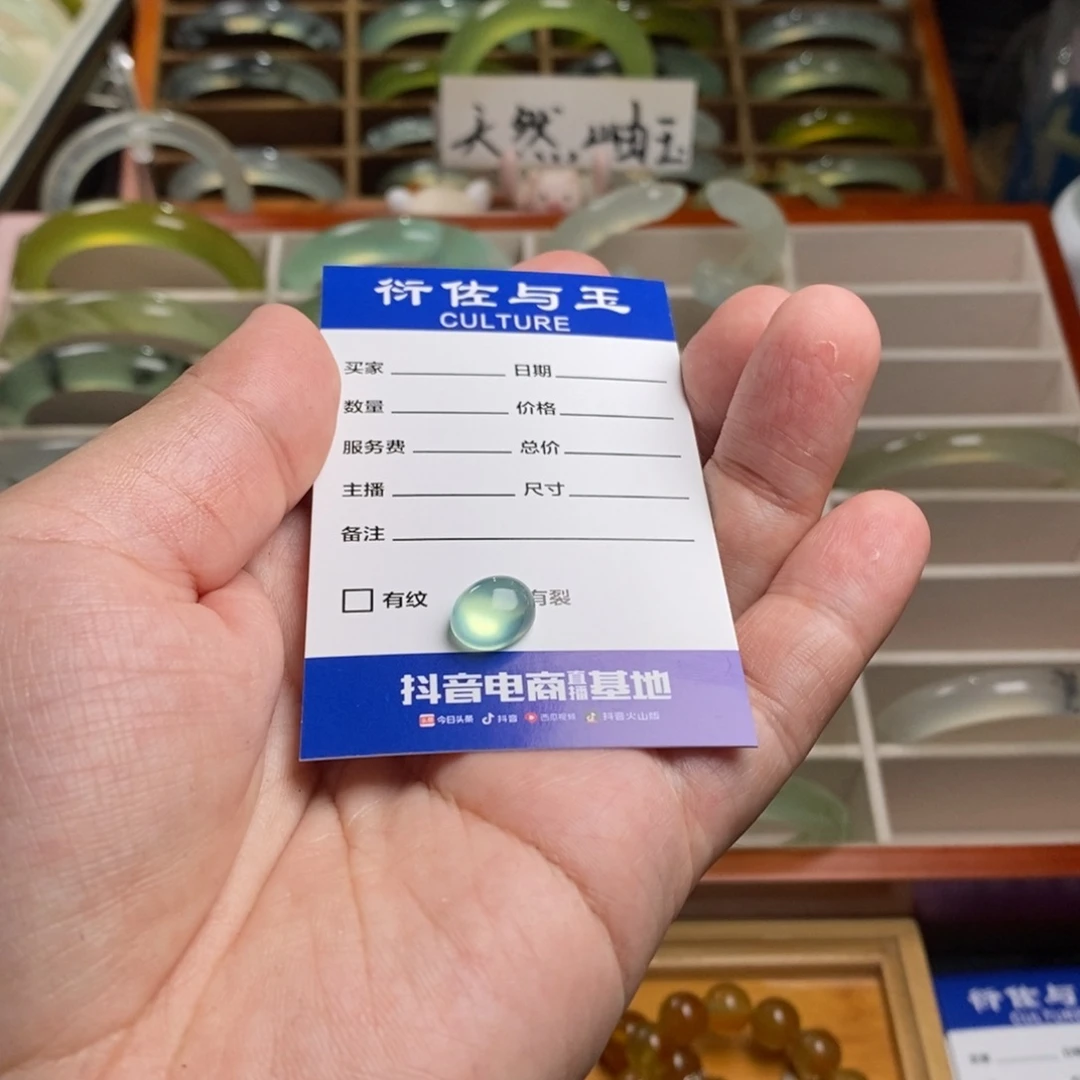 天然岫玉
衍佐与玉
CULTURE
买家 日期
数量 价格
服务费 总价
主播 尺寸
备注
有纹 有裂
抖音电商直播基地
今日头条 抖音 西瓜视频 抖音火山版
衍佐与